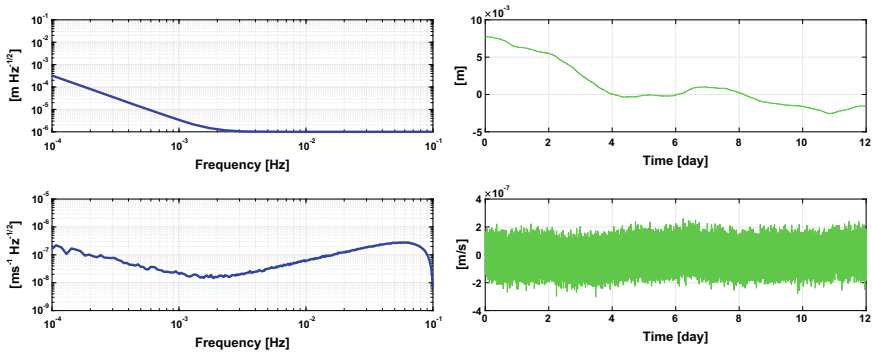 10^-1
10^-2
10^-3
10^-4
10^-5
10^-6
[m Hz^-1/2]
10^-4 10^-3 10^-2 10^-1
Frequency [Hz]
×10^-3
10
5
0
-5
[m]
0 2 4 6 8 10 12
Time [day]
10^-5
10^-6
10^-7
10^-8
10^-9
[ms^-1 Hz^-1/2]
10^-4 10^-3 10^-2 10^-1
Frequency [Hz]
×10^-7
4
2
0
-2
-4
[m/s]
0 2 4 6 8 10 12
Time [day]